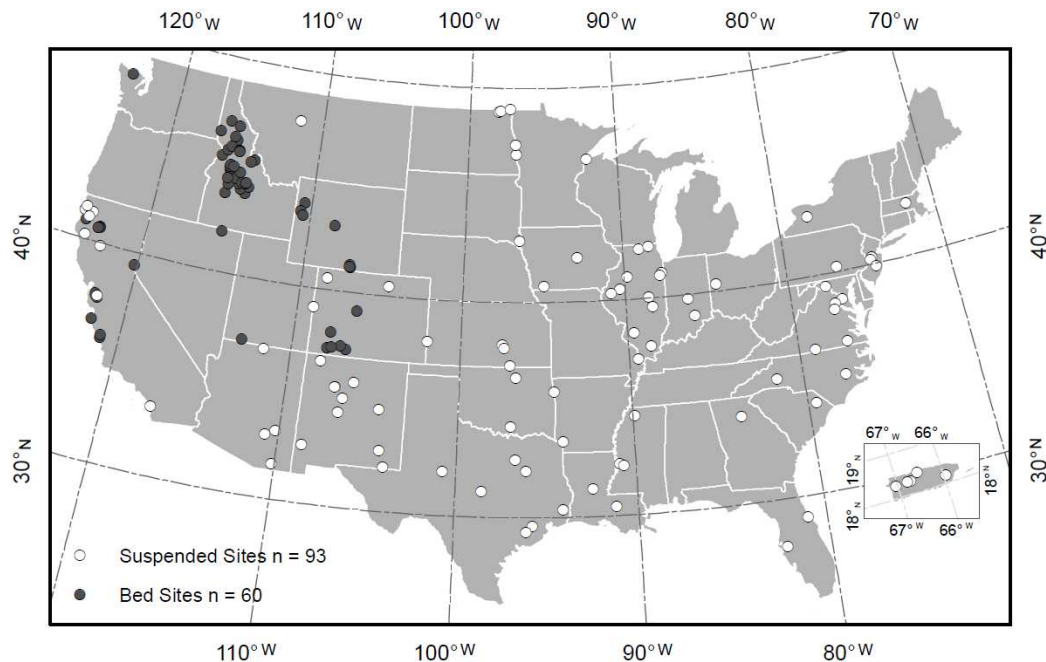 120° W 110° W 100° W 90° W 80° W 70° W
40° N
40° N
30° N
30° N
67° W 66° W
19° N
18° N
18° N
67° W 66° W
Suspended Sites n = 93
Bed Sites n = 60
110° W 100° W 90° W 80° W